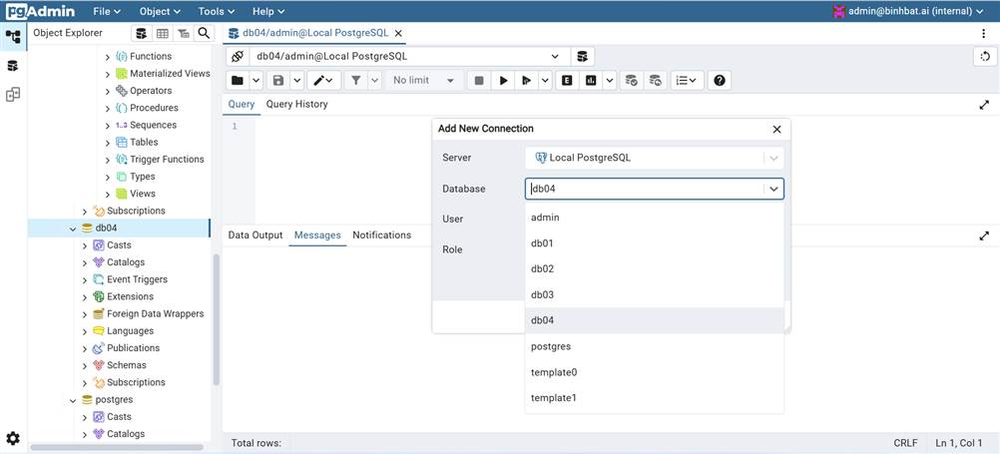 pgAdmin File Object Tools Help admin@binhbat.ai (internal)
Object Explorer
db04/admin@Local PostgreSQL
db04/admin@Local PostgreSQL
No limit
Query Query History
1
Functions
Materialized Views
Operators
Procedures
Sequences
1..3
Tables
Trigger Functions
Types
Views
Subscriptions
db04
Casts
Catalogs
Event Triggers
Extensions
Foreign Data Wrappers
Languages
Publications
Schemas
Subscriptions
postgres
Casts
Catalogs
Data Output Messages Notifications
Add New Connection
Server Local PostgreSQL
Database db04
User
Role
admin
db01
db02
db03
db04
postgres
template0
template1
Total rows: CRLF Ln 1, Col 1